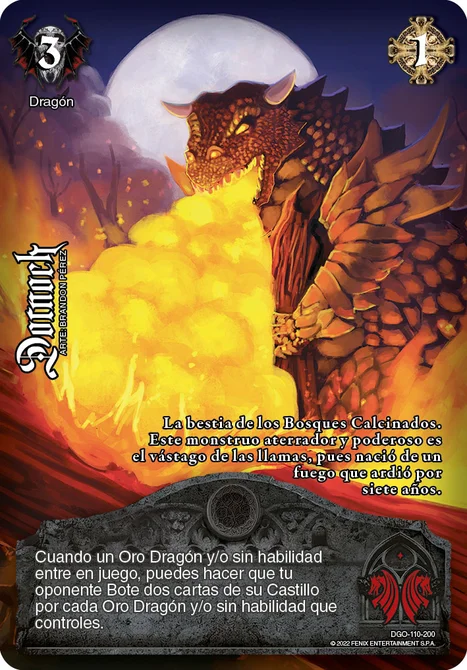 3
1
Dragón
Dornoch
ARTE: BRANDON PÉREZ
La bestia de los Bosques Calcinados.
Este monstruo aterrador y poderoso es
el vástago de las llamas, pues nació de un
fuego que ardió por
siete años.
Cuando un Oro Dragón y/o sin habilidad
entre en juego, puedes hacer que tu
oponente Bote dos cartas de su Castillo
por cada Oro Dragón y/o sin habilidad que
controles.
DGO-110-200
© 2022 FENIX ENTERTAINMENT S.P.A.